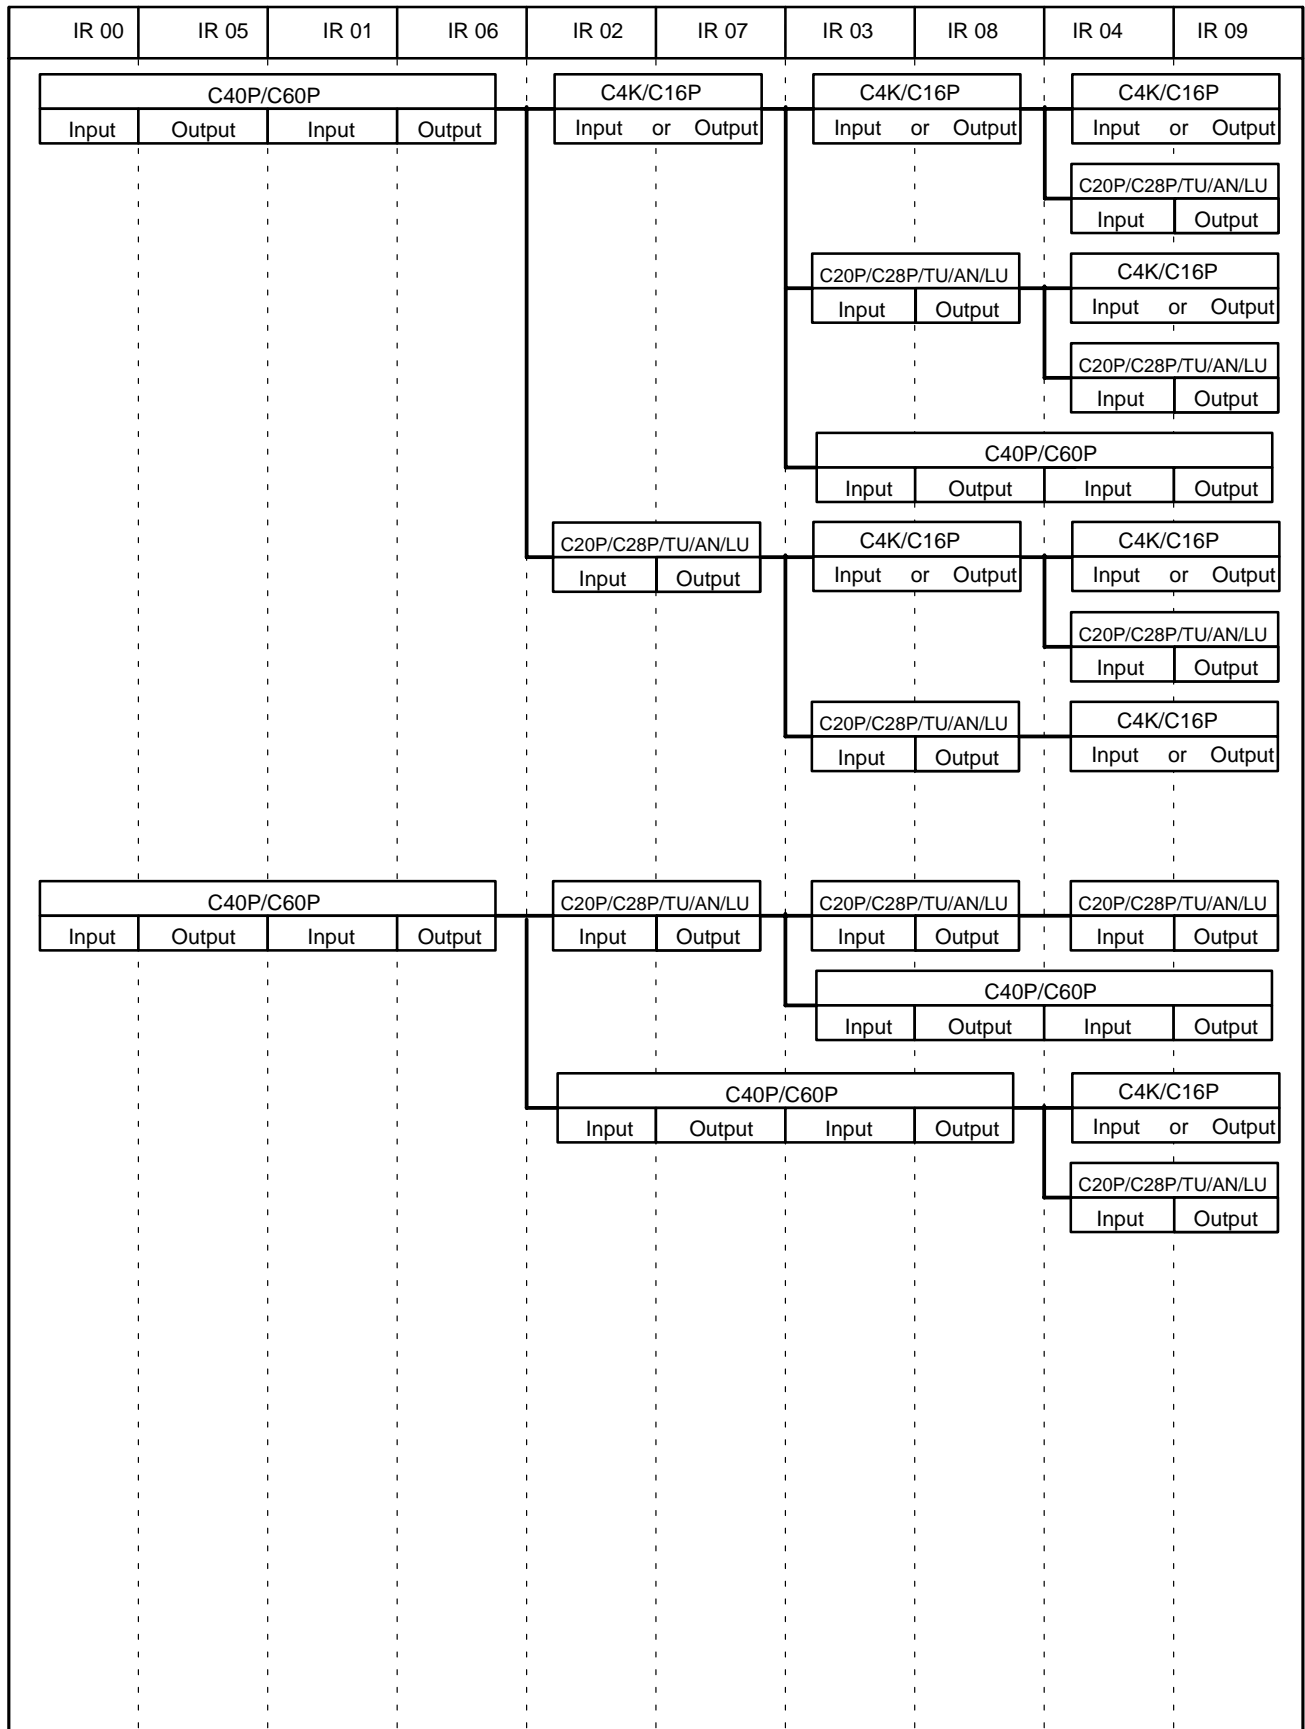 IR 00 IR 05 IR 01 IR 06 IR 02 IR 07 IR 03 IR 08 IR 04 IR 09
C40P/C60P C4K/C16P C4K/C16P C4K/C16P
Input Output Input Output Input or Output Input or Output Input or Output
C20P/C28P/TU/AN/LU
Input Output
C20P/C28P/TU/AN/LU C4K/C16P
Input Output Input or Output
C20P/C28P/TU/AN/LU
Input Output
C40P/C60P
Input Output Input Output
C20P/C28P/TU/AN/LU C4K/C16P C4K/C16P
Input Output Input or Output Input or Output
C20P/C28P/TU/AN/LU
Input Output
C20P/C28P/TU/AN/LU C4K/C16P
Input Output Input or Output
C40P/C60P C20P/C28P/TU/AN/LU C20P/C28P/TU/AN/LU C20P/C28P/TU/AN/LU
Input Output Input Output Input Output Input Output Input Output
C40P/C60P
Input Output Input Output
C40P/C60P C4K/C16P
Input Output Input Output Input or Output
C20P/C28P/TU/AN/LU
Input Output